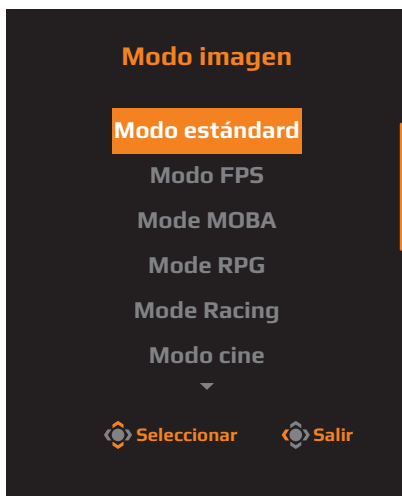 Modo imagen
Modo estándard
Modo FPS
Mode MOBA
Mode RPG
Mode Racing
Modo cine
Seleccionar Salir